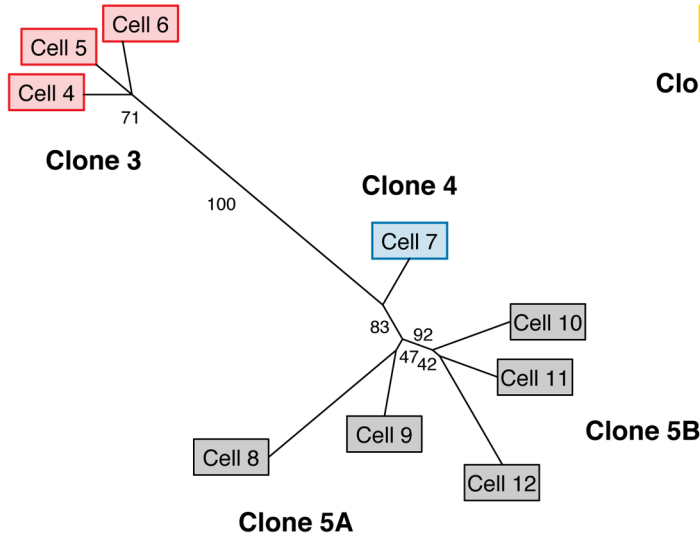 Cell 6
Cell 5
Cell 4
71
Clone 3
100
Clo
Clone 4
Cell 7
83
92
Cell 10
47
42
Cell 11
Cell 9
Clone 5B
Cell 8
Cell 12
Clone 5A